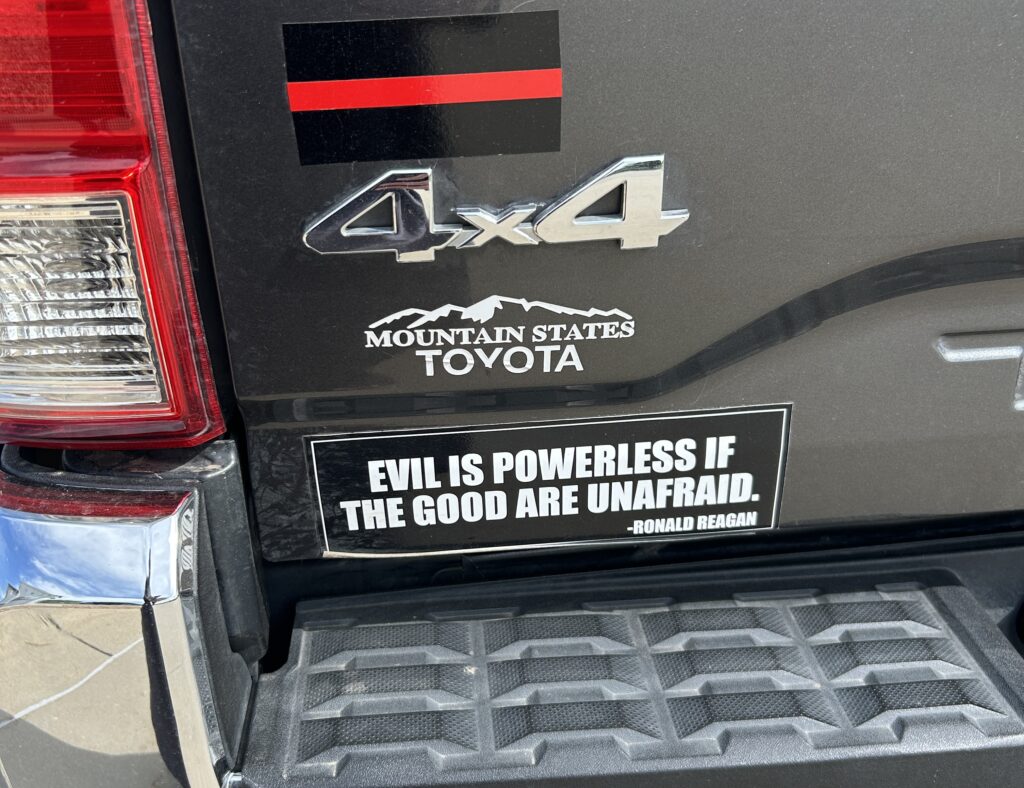 4x4
MOUNTAIN STATES
TOYOTA
EVIL IS POWERLESS IF
THE GOOD ARE UNAFRAID.
-RONALD REAGAN